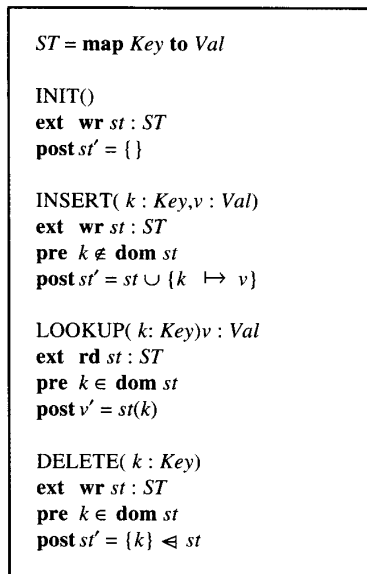 ST = map Key to Val
INIT()
ext wr st : ST
post st' = { }
INSERT( k : Key,v : Val)
ext wr st : ST
pre k ∉ dom st
post st' = st ∪ {k ↦ v}
LOOKUP( k: Key)v : Val
ext rd st : ST
pre k ∈ dom st
post v' = st(k)
DELETE( k : Key)
ext wr st : ST
pre k ∈ dom st
post st' = {k} ⩤ st